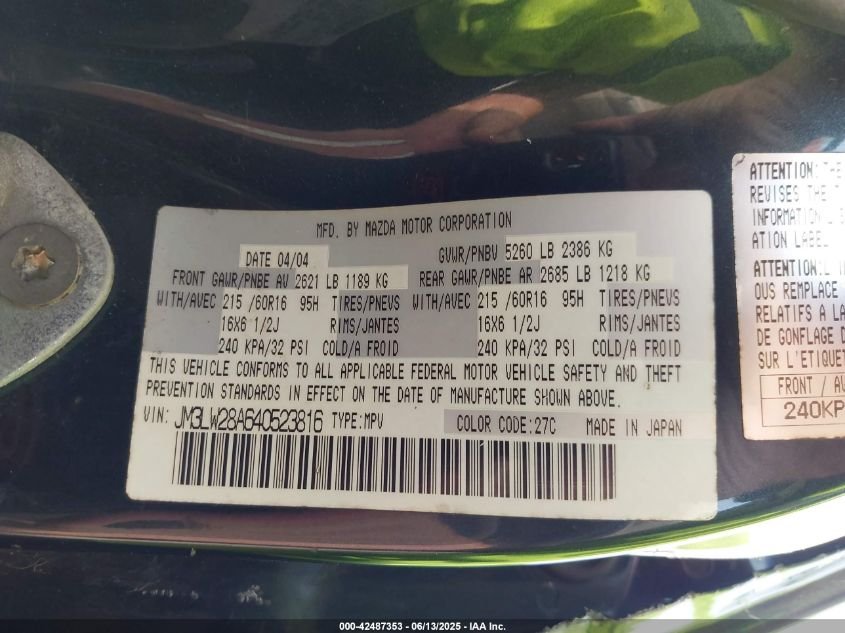 MFD. BY MAZDA MOTOR CORPORATION
DATE 04/04 GVWR/PNBV 5260 LB 2386 KG
FRONT GAWR/PNBE AV 2621 LB 1189 KG REAR GAWR/PNBE AR 2685 LB 1218 KG
WITH/AVEC 215 /60R16 95H TIRES/PNEVS WITH/AVEC 215 /60R16 95H TIRES/PNEVS
16X6 1/2J RIMS/JANTES 16X6 1/2J RIMS/JANTES
240 KPA/32 PSI COLD/A FROID 240 KPA/32 PSI COLD/A FROID
THIS VEHICLE CONFORMS TO ALL APPLICABLE FEDERAL MOTOR VEHICLE SAFETY AND THEFT
PREVENTION STANDARDS IN EFFECT ON THE DATE OF MANUFACTURE SHOWN ABOVE.
VIN: JM3LW28A640523816 TYPE:MPV COLOR CODE:27C MADE IN JAPAN
ATTENTION:
REVISES THE
INFORMATION
ATION LABEL
ATTENTION:
OUS REMPLACE
RELATIFS A LA
DE GONFLAGE
SUR L'ETIQUET
FRONT / AV
240KP
000-42487353 - 06/13/2025 - IAA Inc.